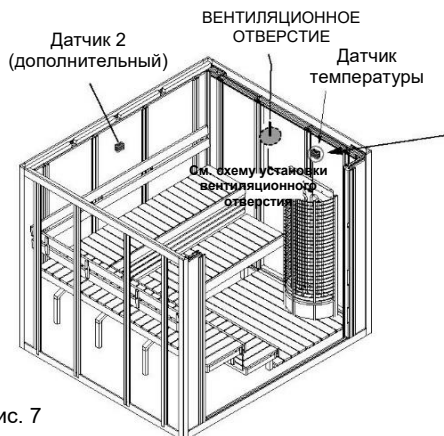 ВЕНТИЛЯЦИОННОЕ
ОТВЕРСТИЕ
Датчик 2
(дополнительный)
Датчик
температуры
См. схему установки
вентиляционного
отверстия
ис. 7